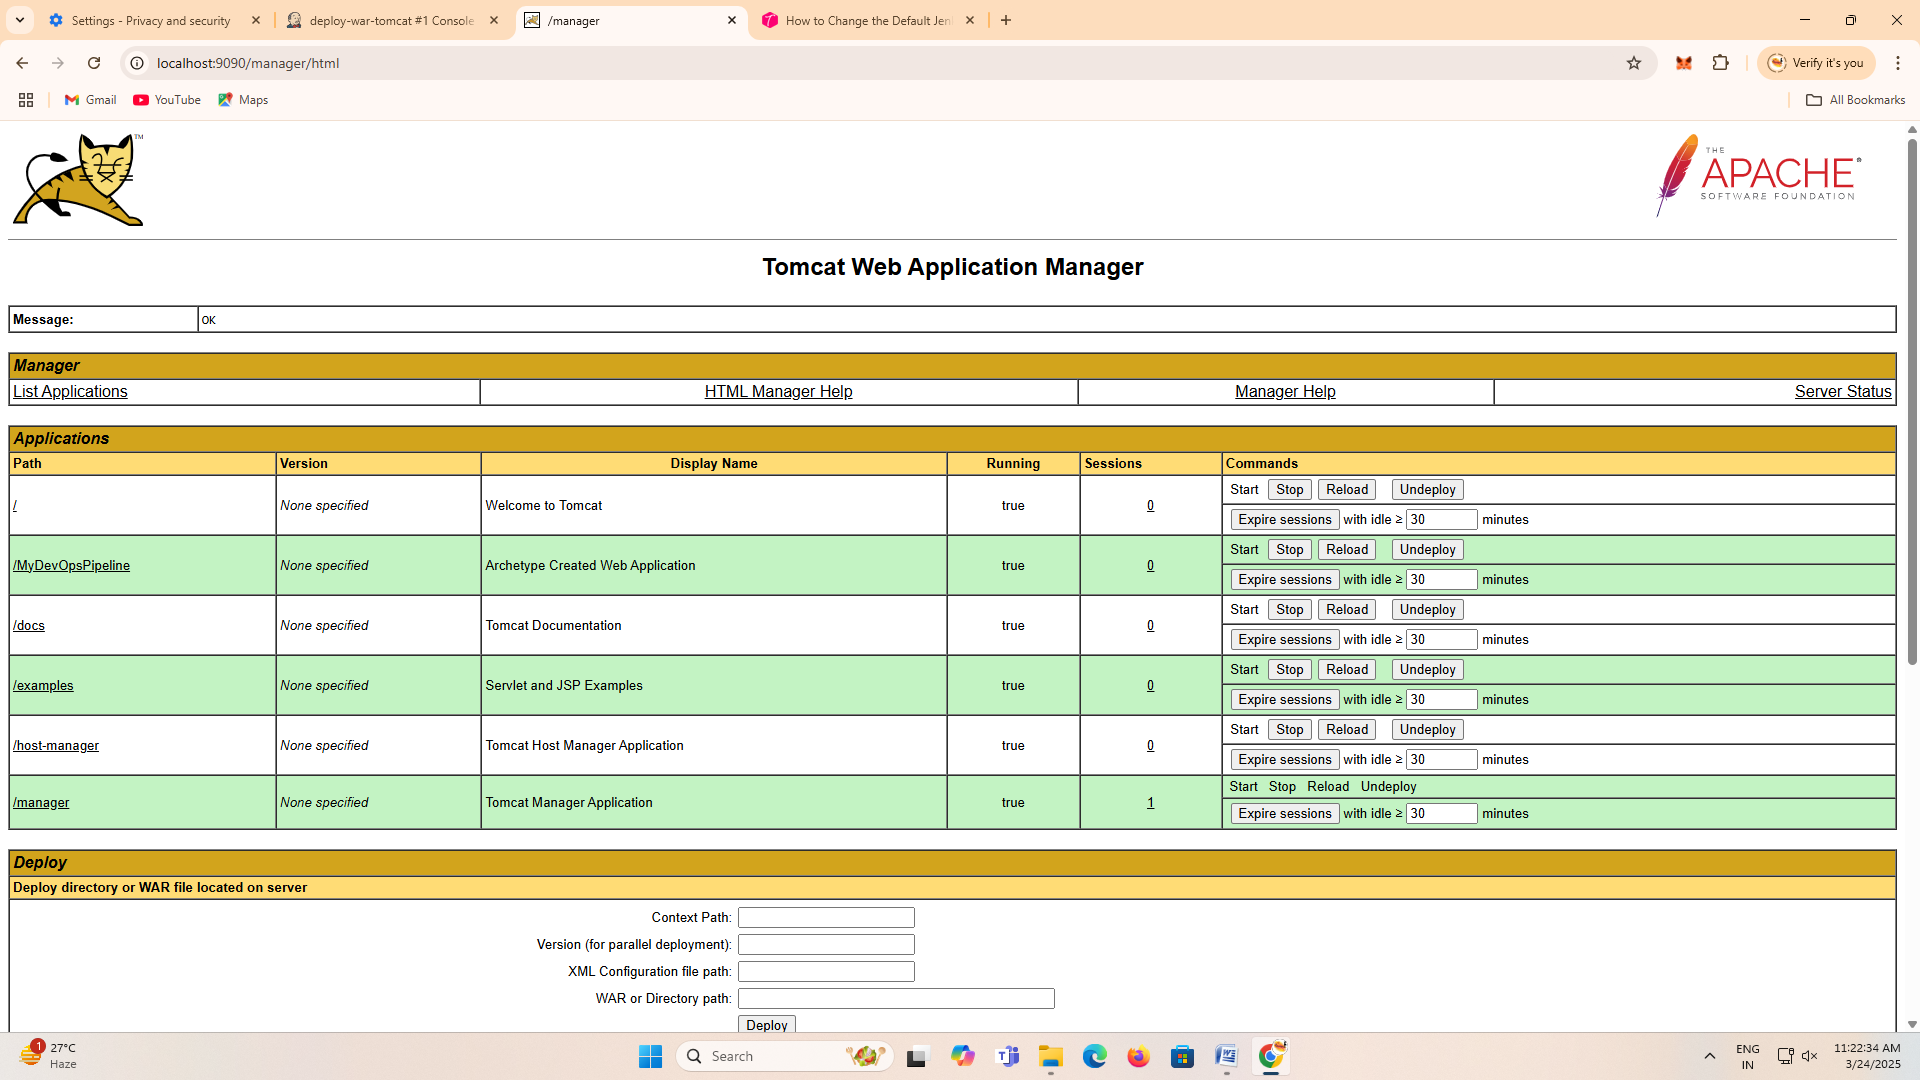 Settings - Privacy and security
deploy-war-tomcat #1 Console
/manager
How to Change the Default Jen
localhost:9090/manager/html
Verify it's you
Gmail
YouTube
Maps
All Bookmarks
TM
THE
APACHE®
SOFTWARE FOUNDATION
Tomcat Web Application Manager
Message: OK
Manager
List Applications HTML Manager Help Manager Help Server Status
Applications
Path Version Display Name Running Sessions Commands
/ None specified Welcome to Tomcat true 0 Start Stop Reload Undeploy
Expire sessions with idle ≥ 30 minutes
/MyDevOpsPipeline None specified Archetype Created Web Application true 0 Start Stop Reload Undeploy
Expire sessions with idle ≥ 30 minutes
/docs None specified Tomcat Documentation true 0 Start Stop Reload Undeploy
Expire sessions with idle ≥ 30 minutes
/examples None specified Servlet and JSP Examples true 0 Start Stop Reload Undeploy
Expire sessions with idle ≥ 30 minutes
/host-manager None specified Tomcat Host Manager Application true 0 Start Stop Reload Undeploy
Expire sessions with idle ≥ 30 minutes
/manager None specified Tomcat Manager Application true 1 Start Stop Reload Undeploy
Expire sessions with idle ≥ 30 minutes
Deploy
Deploy directory or WAR file located on server
Context Path:
Version (for parallel deployment):
XML Configuration file path:
WAR or Directory path:
Deploy
1
27°C
Haze
Search
ENG
IN
11:22:34 AM
3/24/2025